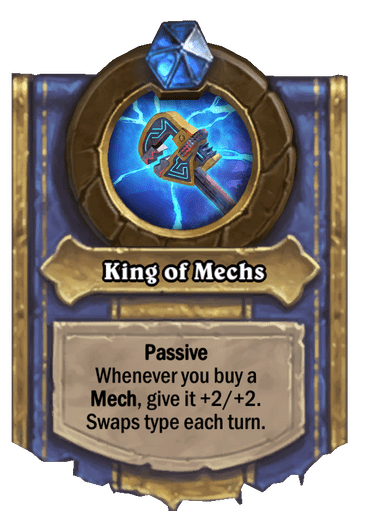 King of Mechs
Passive
Whenever you buy a
Mech, give it +2/+2.
Swaps type each turn.